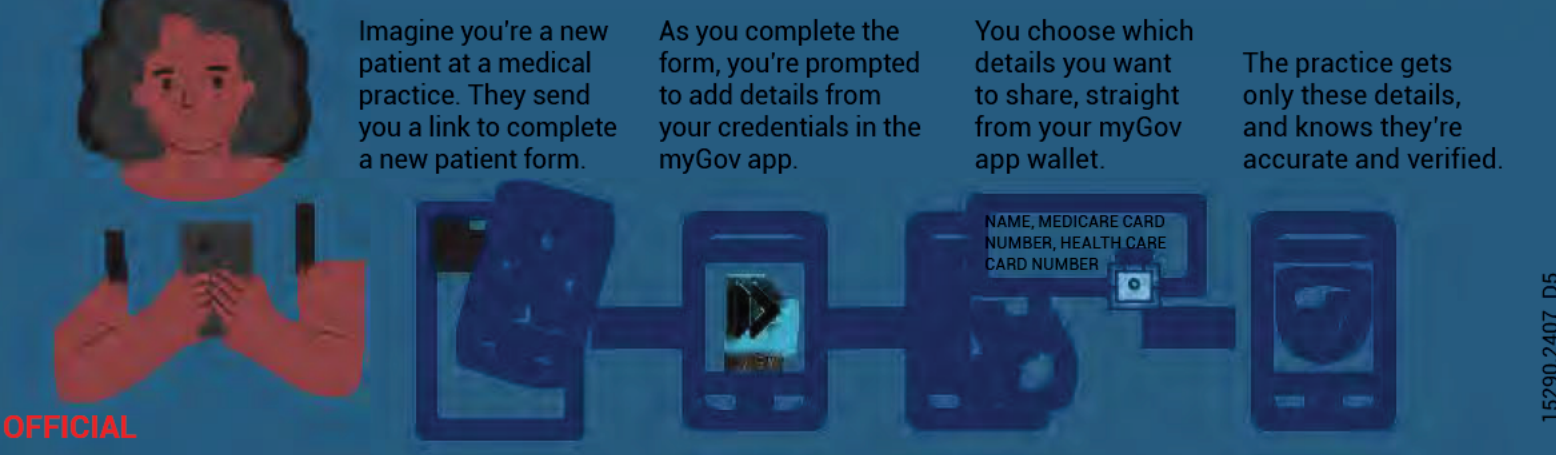 Imagine you're a new
patient at a medical
practice. They send
you a link to complete
a new patient form.
As you complete the
form, you're prompted
to add details from
your credentials in the
myGov app.
You choose which
details you want
to share, straight
from your myGov
app wallet.
The practice gets
only these details,
and knows they're
accurate and verified.
NAME, MEDICARE CARD
NUMBER, HEALTH CARE
CARD NUMBER
OFFICIAL
15290.2407_D5